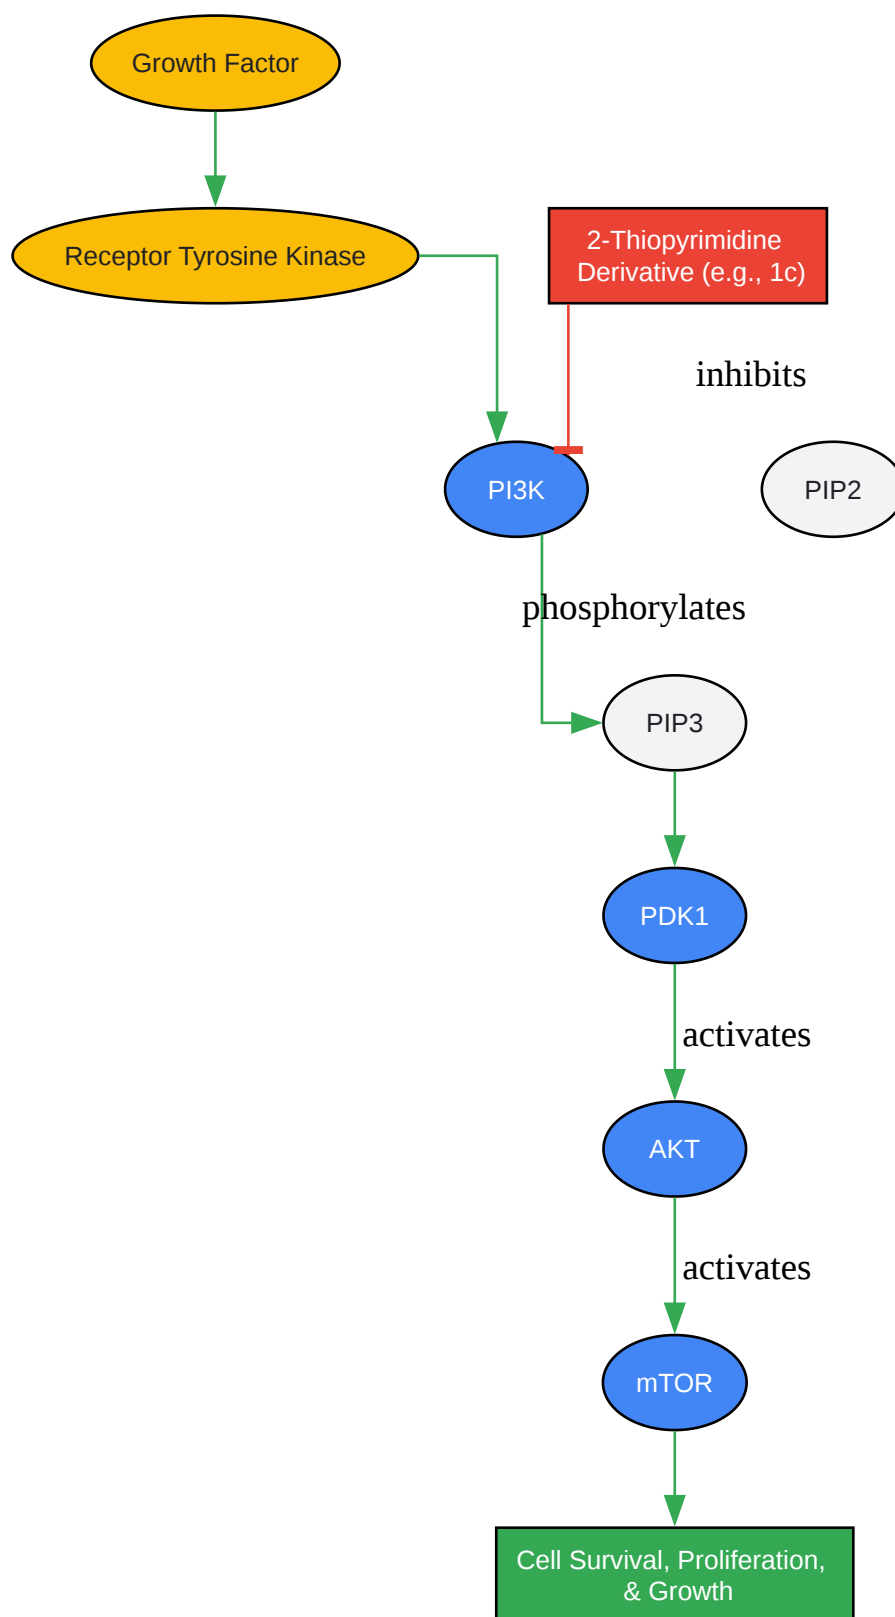 Growth Factor
Receptor Tyrosine Kinase
2-Thiopyrimidine
Derivative (e.g., 1c)
inhibits
PI3K
PIP2
phosphorylates
PIP3
PDK1
activates
AKT
activates
mTOR
Cell Survival, Proliferation,
& Growth